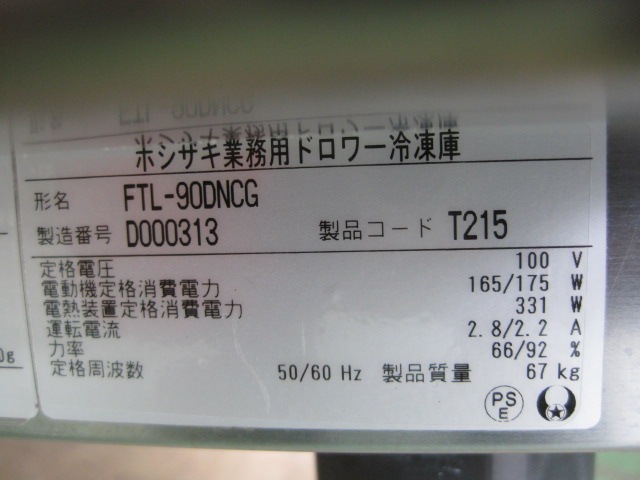 ホシザキ業務用ドロワー冷凍庫
形名 FTL-90DNCG
製造番号 D000313 製品コード T215
定格電圧 100 V
電動機定格消費電力 165/175 W
電熱装置定格消費電力 331 W
運転電流 2.8/2.2 A
力率 66/92 %
定格周波数 50/60 Hz 製品質量 67 kg
PS
E
0g